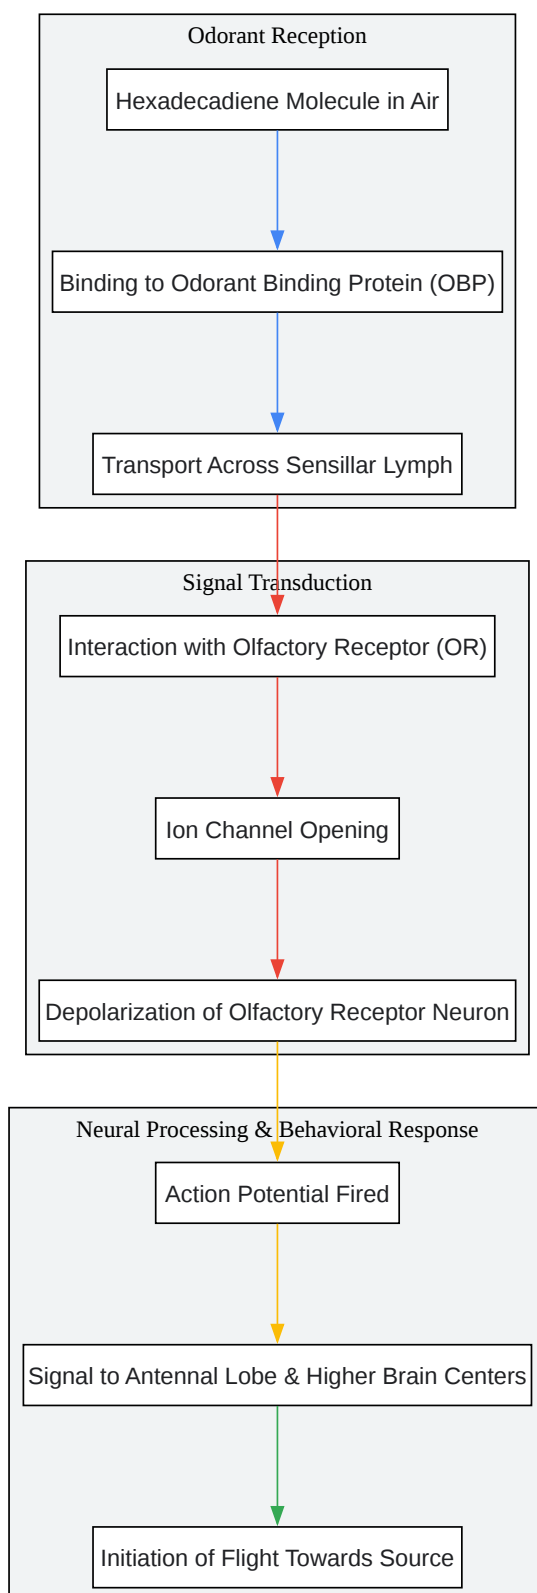 Odorant Reception
Hexadecadiene Molecule in Air
Binding to Odorant Binding Protein (OBP)
Transport Across Sensillar Lymph
Signal Transduction
Interaction with Olfactory Receptor (OR)
Ion Channel Opening
Depolarization of Olfactory Receptor Neuron
Neural Processing & Behavioral Response
Action Potential Fired
Signal to Antennal Lobe & Higher Brain Centers
Initiation of Flight Towards Source